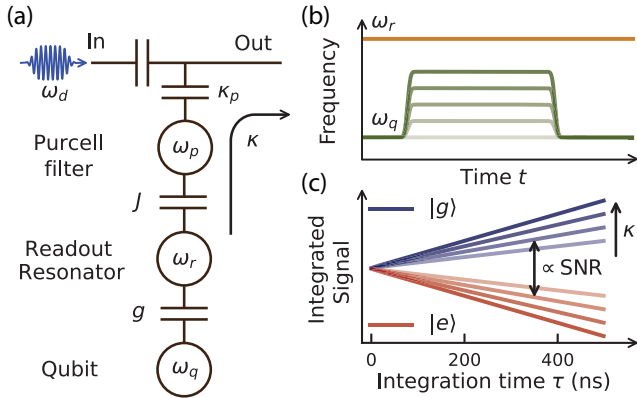 (a)
In
Out
ω_d
κ_p
Purcell
filter
ω_p
κ
J
Readout
Resonator
ω_r
g
Qubit
ω_q
(b)
Frequency
ω_r
ω_q
Time t
(c)
Integrated
Signal
|g⟩
κ
∝ SNR
|e⟩
0
200
400
Integration time τ (ns)